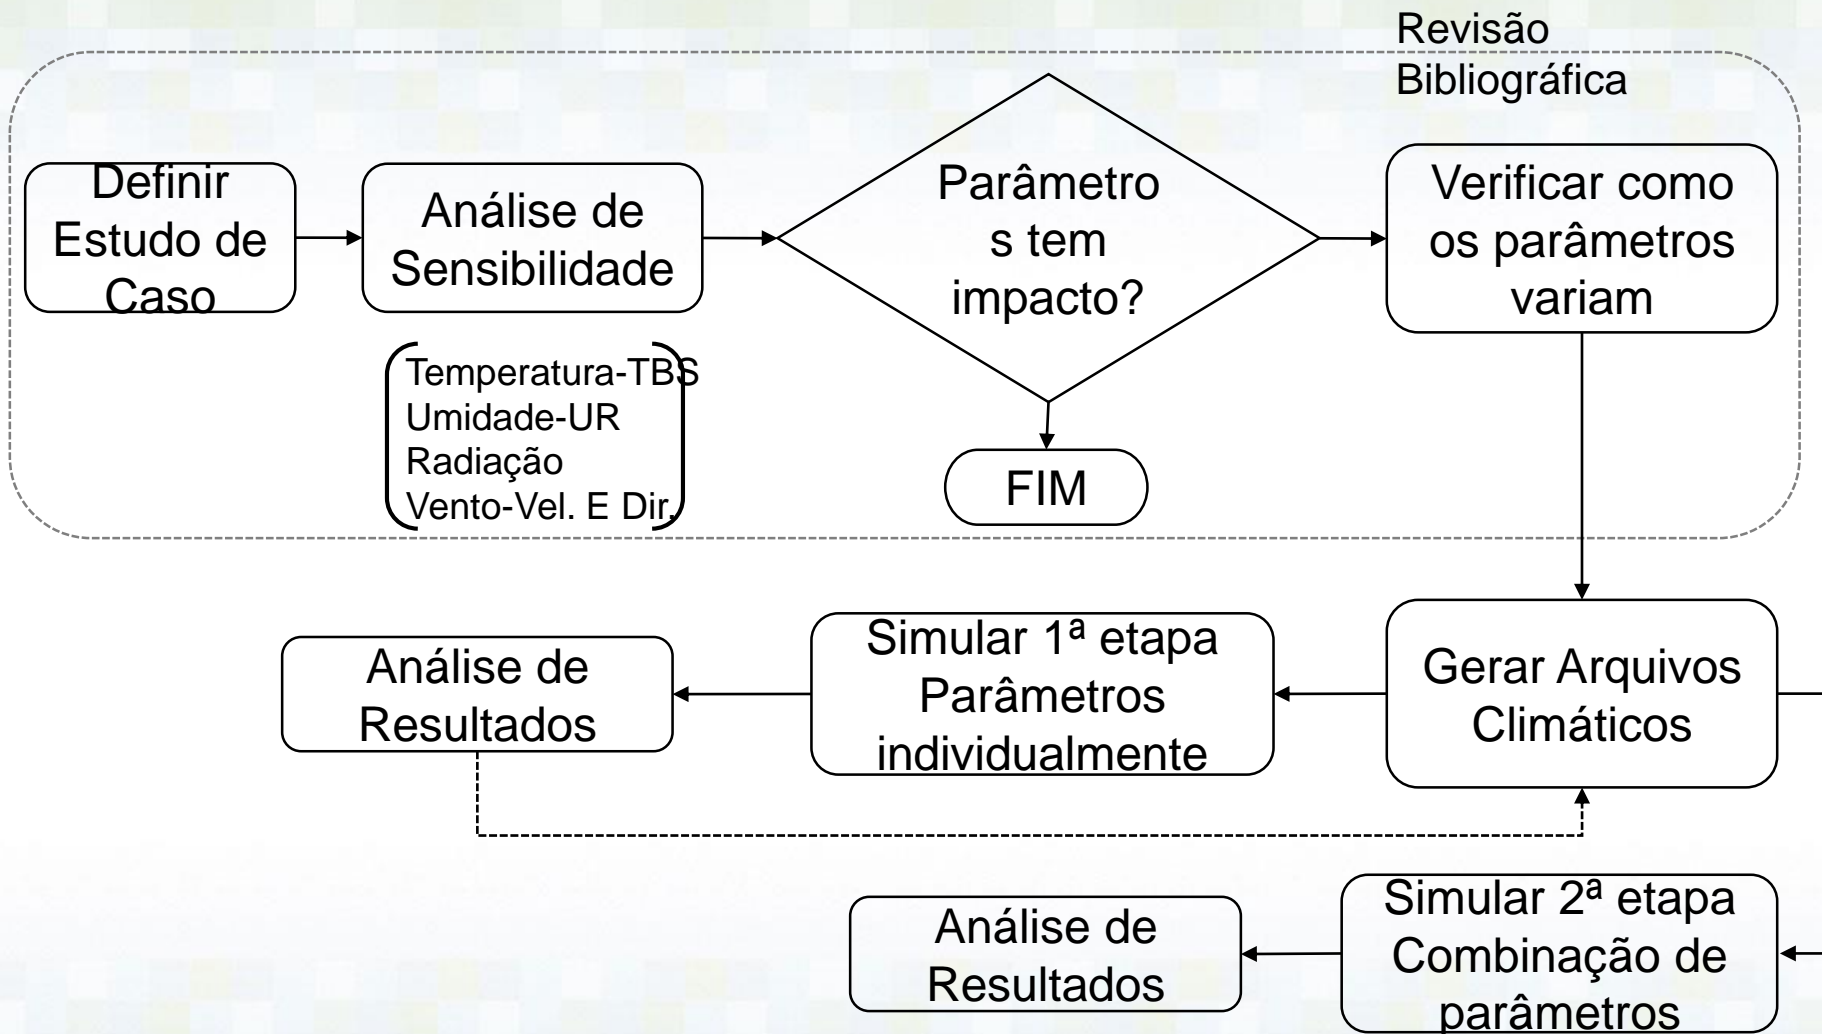 Revisão
Bibliográfica
Definir
Estudo de
Caso
Análise de
Sensibilidade
Parâmetro
s tem
impacto?
Verificar como
os parâmetros
variam
Temperatura-TBS
Umidade-UR
Radiação
Vento-Vel. E Dir.
FIM
Análise de
Resultados
Simular 1ª etapa
Parâmetros
individualmente
Gerar Arquivos
Climáticos
Análise de
Resultados
Simular 2ª etapa
Combinação de
parâmetros